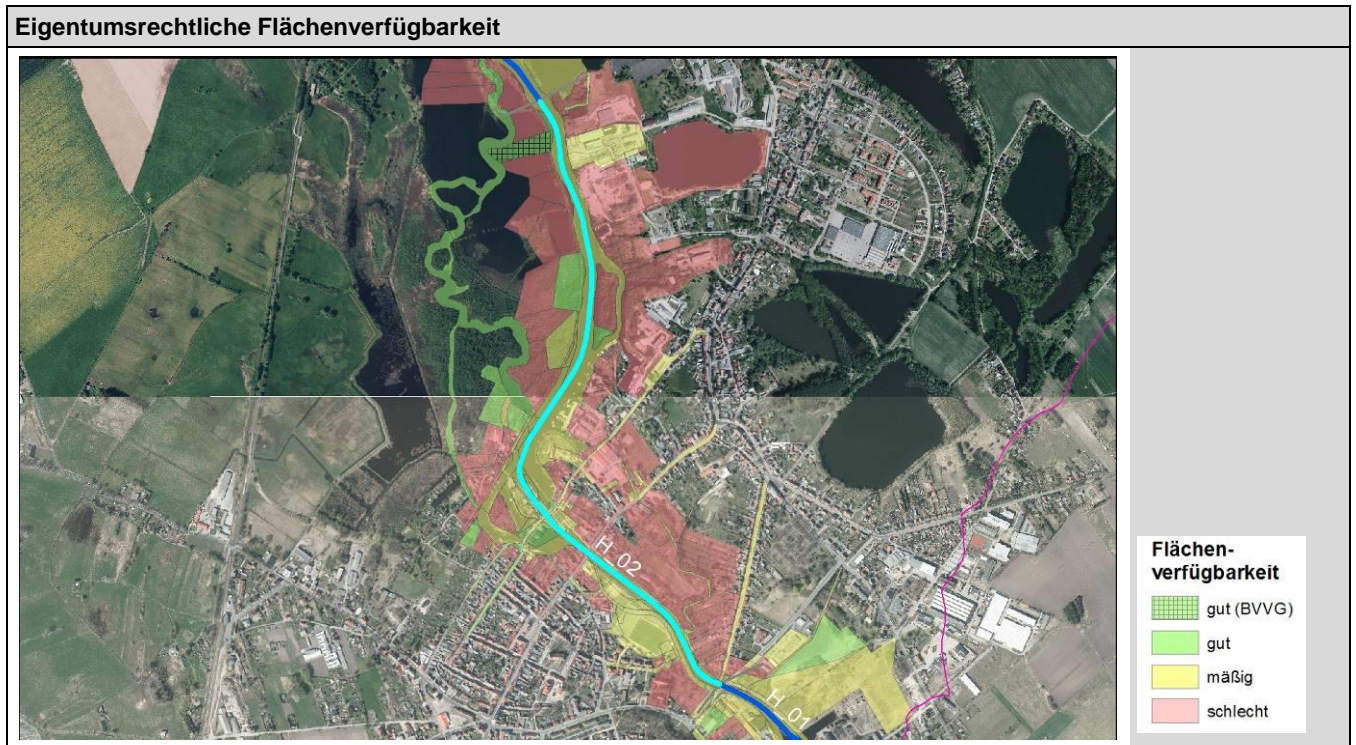 Eigentumsrechtliche Flächenverfügbarkeit
H_02
H_01
Flächen-
verfügbarkeit
gut (BVVG)
gut
mäßig
schlecht